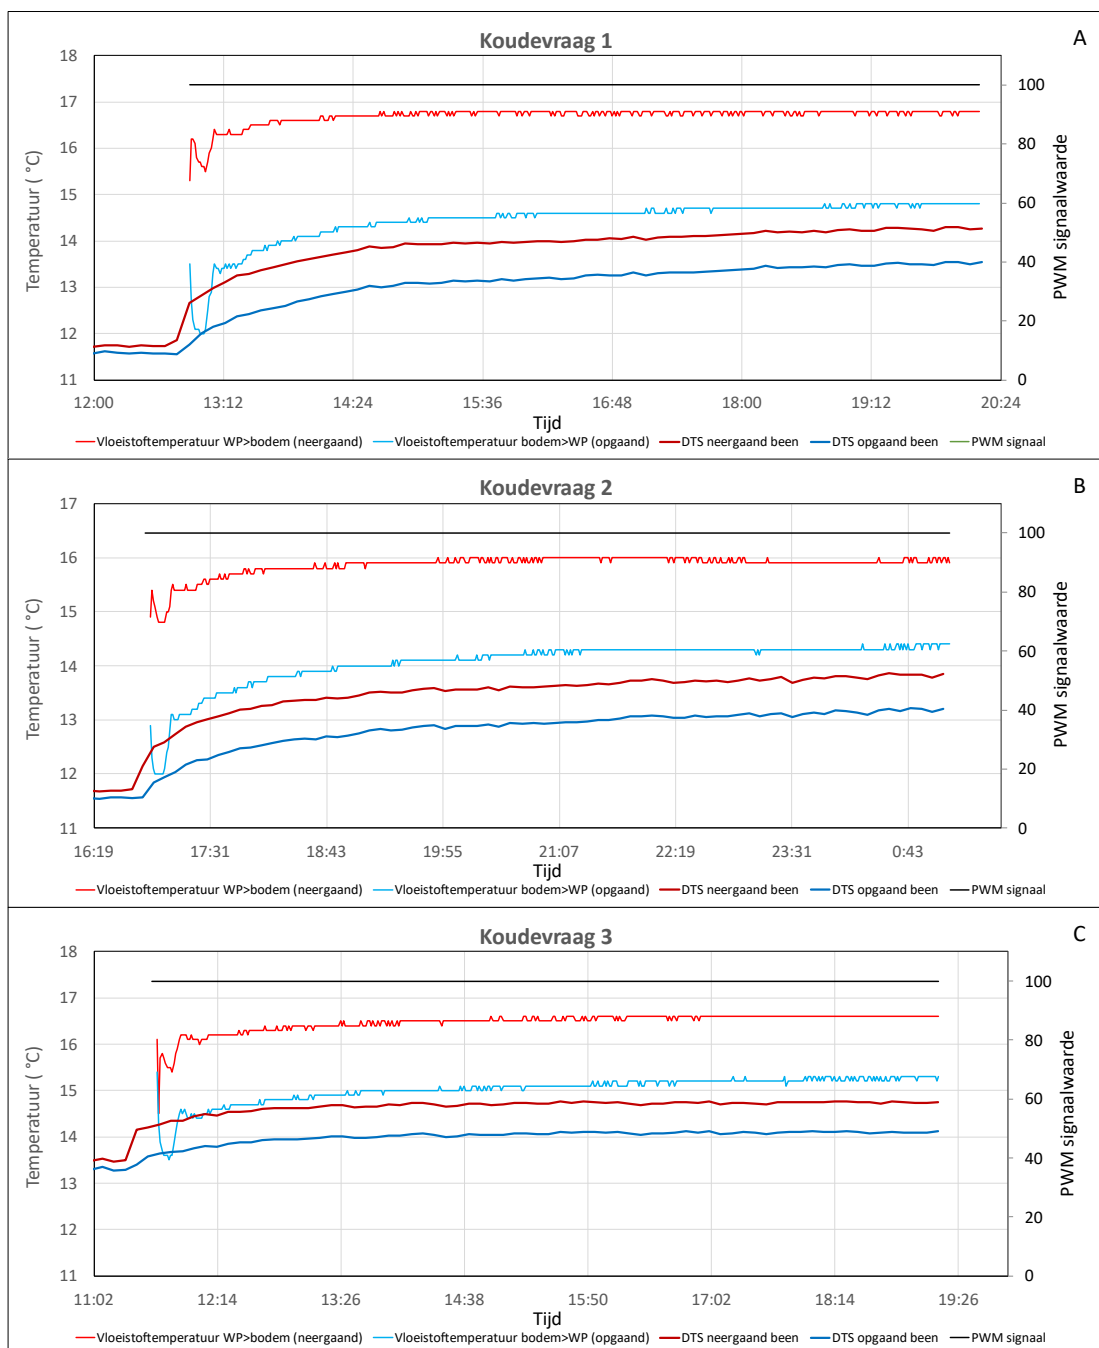 Koudevraag 1
A
18
17
16
15
14
13
12
11
Temperatuur ( °C)
100
80
60
40
20
0
PWM signaalwaarde
12:00 13:12 14:24 15:36 16:48 18:00 19:12 20:24
Tijd
Vloeistoftemperatuur WP>bodem (neergaand) Vloeistoftemperatuur bodem>WP (opgaand) DTS neergaand been DTS opgaand been PWM signaal
Koudevraag 2
B
17
16
15
14
13
12
11
Temperatuur ( °C)
100
80
60
40
20
0
PWM signaalwaarde
16:19 17:31 18:43 19:55 21:07 22:19 23:31 0:43
Tijd
Vloeistoftemperatuur WP>bodem (neergaand) Vloeistoftemperatuur bodem>WP (opgaand) DTS neergaand been DTS opgaand been PWM signaal
Koudevraag 3
C
18
17
16
15
14
13
12
11
Temperatuur ( °C)
100
80
60
40
20
0
PWM signaalwaarde
11:02 12:14 13:26 14:38 15:50 17:02 18:14 19:26
Tijd
Vloeistoftemperatuur WP>bodem (neergaand) Vloeistoftemperatuur bodem>WP (opgaand) DTS neergaand been DTS opgaand been PWM signaal